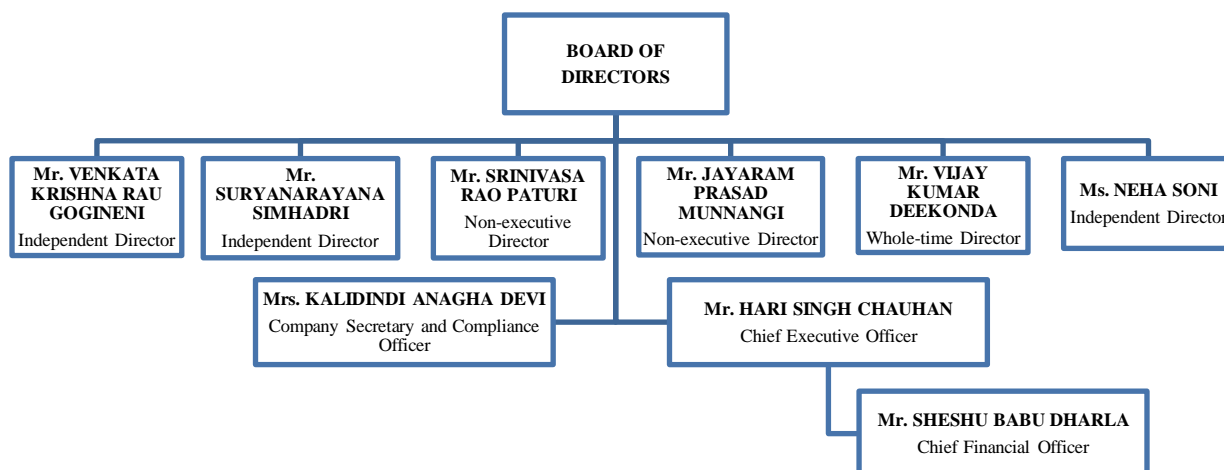 BOARD OF
DIRECTORS
Mr. VENKATA
KRISHNA RAU
GOGINENI
Independent Director
Mr.
SURYANARAYANA
SIMHADRI
Independent Director
Mr. SRINIVASA
RAO PATURI
Non-executive
Director
Mr. JAYARAM
PRASAD
MUNNANGI
Non-executive Director
Mr. VIJAY
KUMAR
DEEKONDA
Whole-time Director
Ms. NEHA SONI
Independent Director
Mrs. KALIDINDI ANAGHA DEVI
Company Secretary and Compliance
Officer
Mr. HARI SINGH CHAUHAN
Chief Executive Officer
Mr. SHESHU BABU DHARLA
Chief Financial Officer